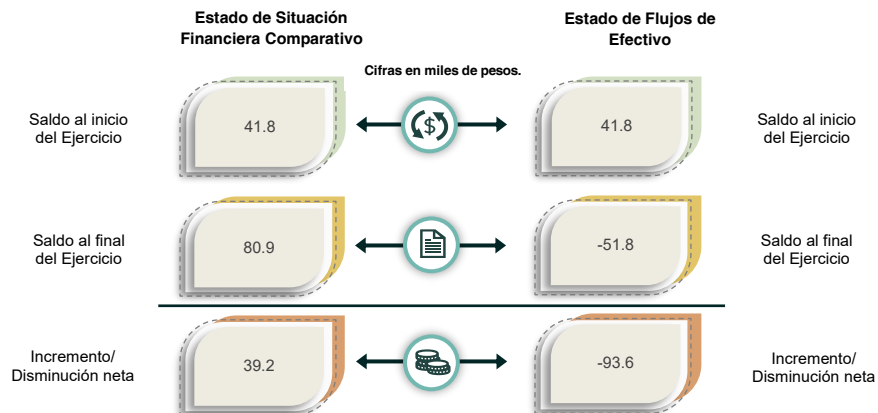 Estado de Situación
Financiera Comparativo
Estado de Flujos de
Efectivo
Cifras en miles de pesos.
Saldo al inicio
del Ejercicio
41.8
$
41.8
Saldo al inicio
del Ejercicio
Saldo al final
del Ejercicio
80.9
-51.8
Saldo al final
del Ejercicio
Incremento/
Disminución neta
39.2
-93.6
Incremento/
Disminución neta